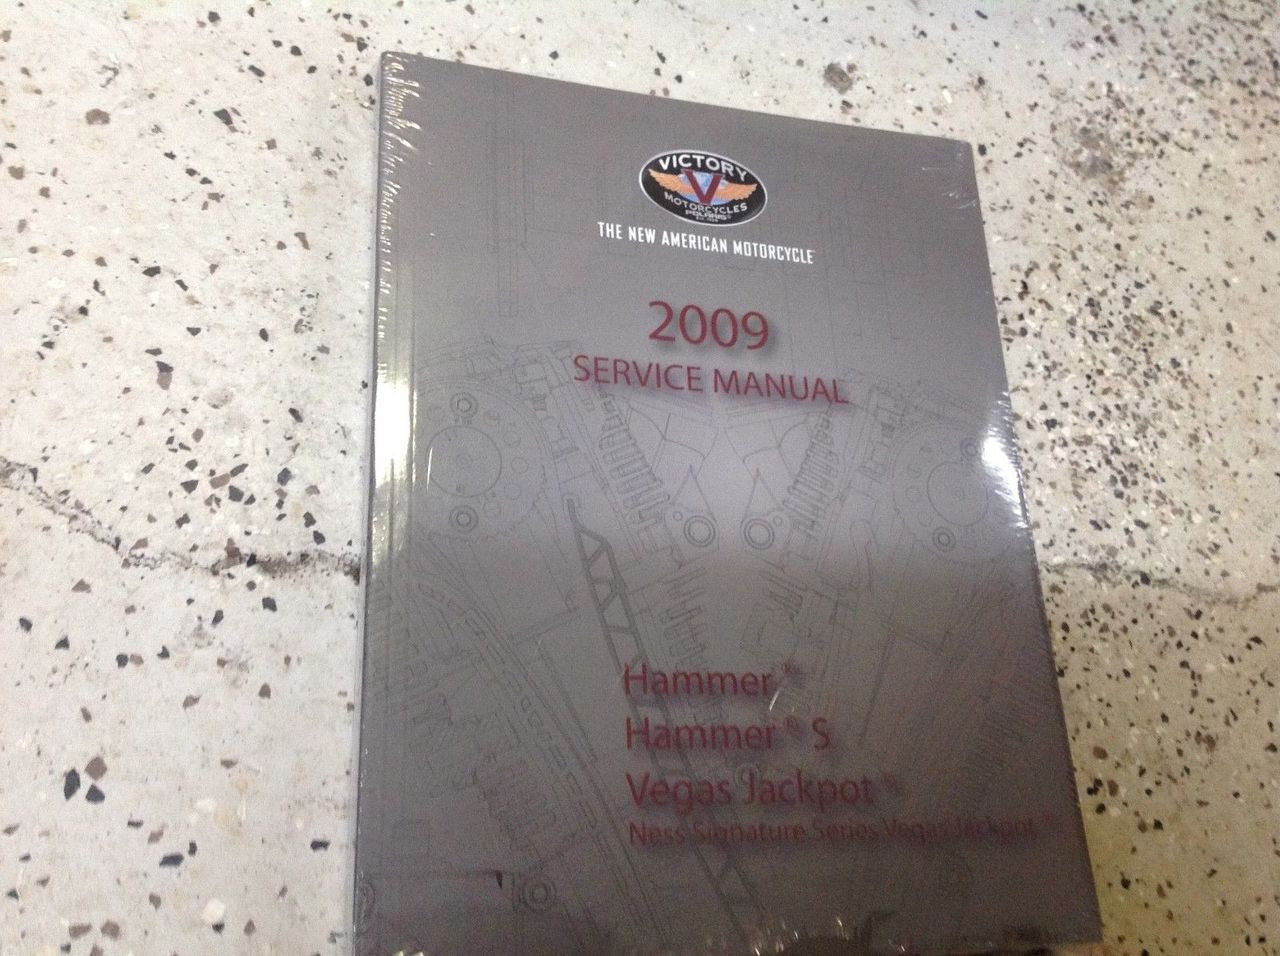 VICTORY
V
MOTORCYCLES
POLARIS
THE NEW AMERICAN MOTORCYCLE
2009
SERVICE MANUAL
Hammer®
Hammer® S
Vegas Jackpot®
Ness Signature Series Vegas Jackpot®